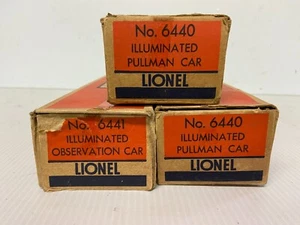 No. 6440
ILLUMINATED
PULLMAN CAR
LIONEL
No. 6441
ILLUMINATED
OBSERVATION CAR
LIONEL
No. 6440
ILLUMINATED
PULLMAN CAR
LIONEL